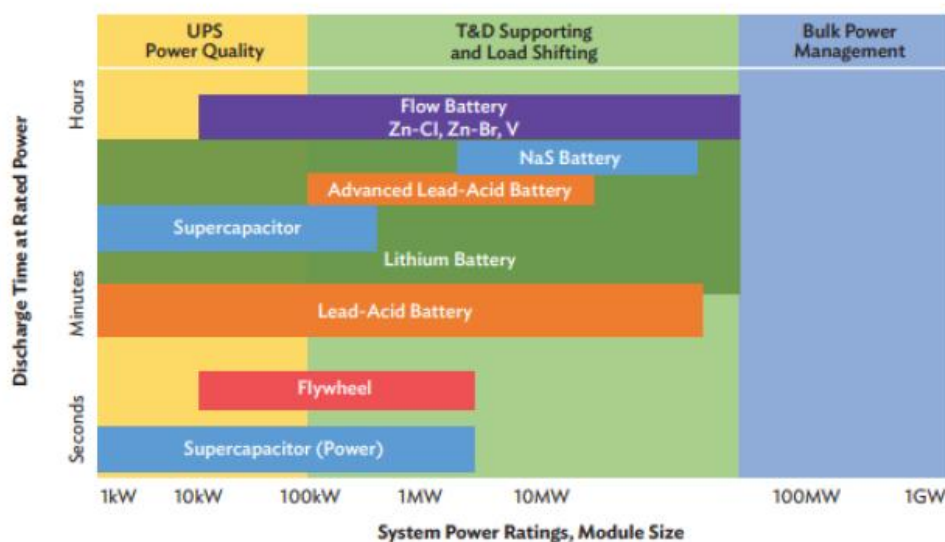 UPS
Power Quality
T&D Supporting
and Load Shifting
Bulk Power
Management
Discharge Time at Rated Power
Hours
Minutes
Seconds
Flow Battery
Zn-Cl, Zn-Br, V
NaS Battery
Advanced Lead-Acid Battery
Supercapacitor
Lithium Battery
Lead-Acid Battery
Flywheel
Supercapacitor (Power)
1kW 10kW 100kW 1MW 10MW 100MW 1GW
System Power Ratings, Module Size